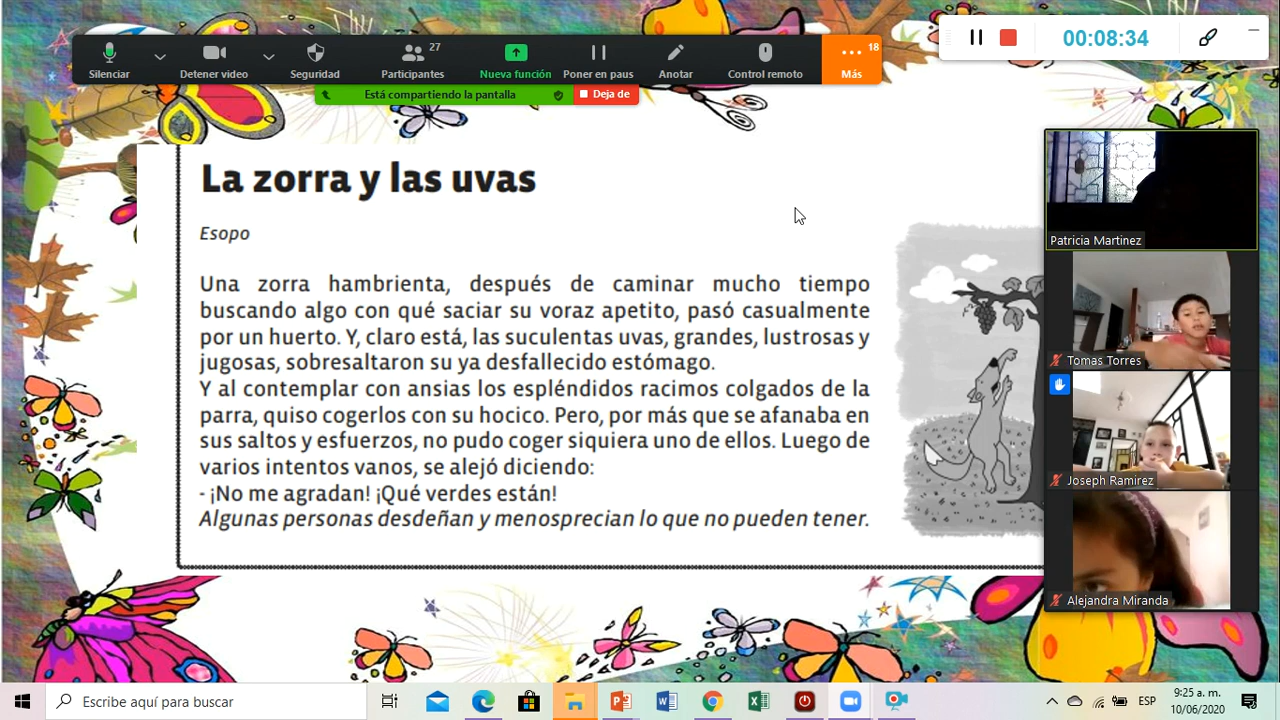 27
18
00:08:34
Silenciar
Detener video
Seguridad
Participantes
Nueva función
Poner en paus
Anotar
Control remoto
Más
Está compartiendo la pantalla
Deja de
La zorra y las uvas
Esopo
Una zorra hambrienta, después de caminar mucho tiempo
buscando algo con qué saciar su voraz apetito, pasó casualmente
por un huerto. Y, claro está, las suculentas uvas, grandes, lustrosas y
jugosas, sobresaltaron su ya desfallecido estómago.
Y al contemplar con ansias los espléndidos racimos colgados de la
parra, quiso cogerlos con su hocico. Pero, por más que se afanaba en
sus saltos y esfuerzos, no pudo coger siquiera uno de ellos. Luego de
varios intentos vanos, se alejó diciendo:
- ¡No me agradan! ¡Qué verdes están!
Algunas personas desdeñan y menosprecian lo que no pueden tener.
Patricia Martinez
Tomas Torres
Joseph Ramirez
Alejandra Miranda
Escribe aquí para buscar
ESP
9:25 a. m.
10/06/2020